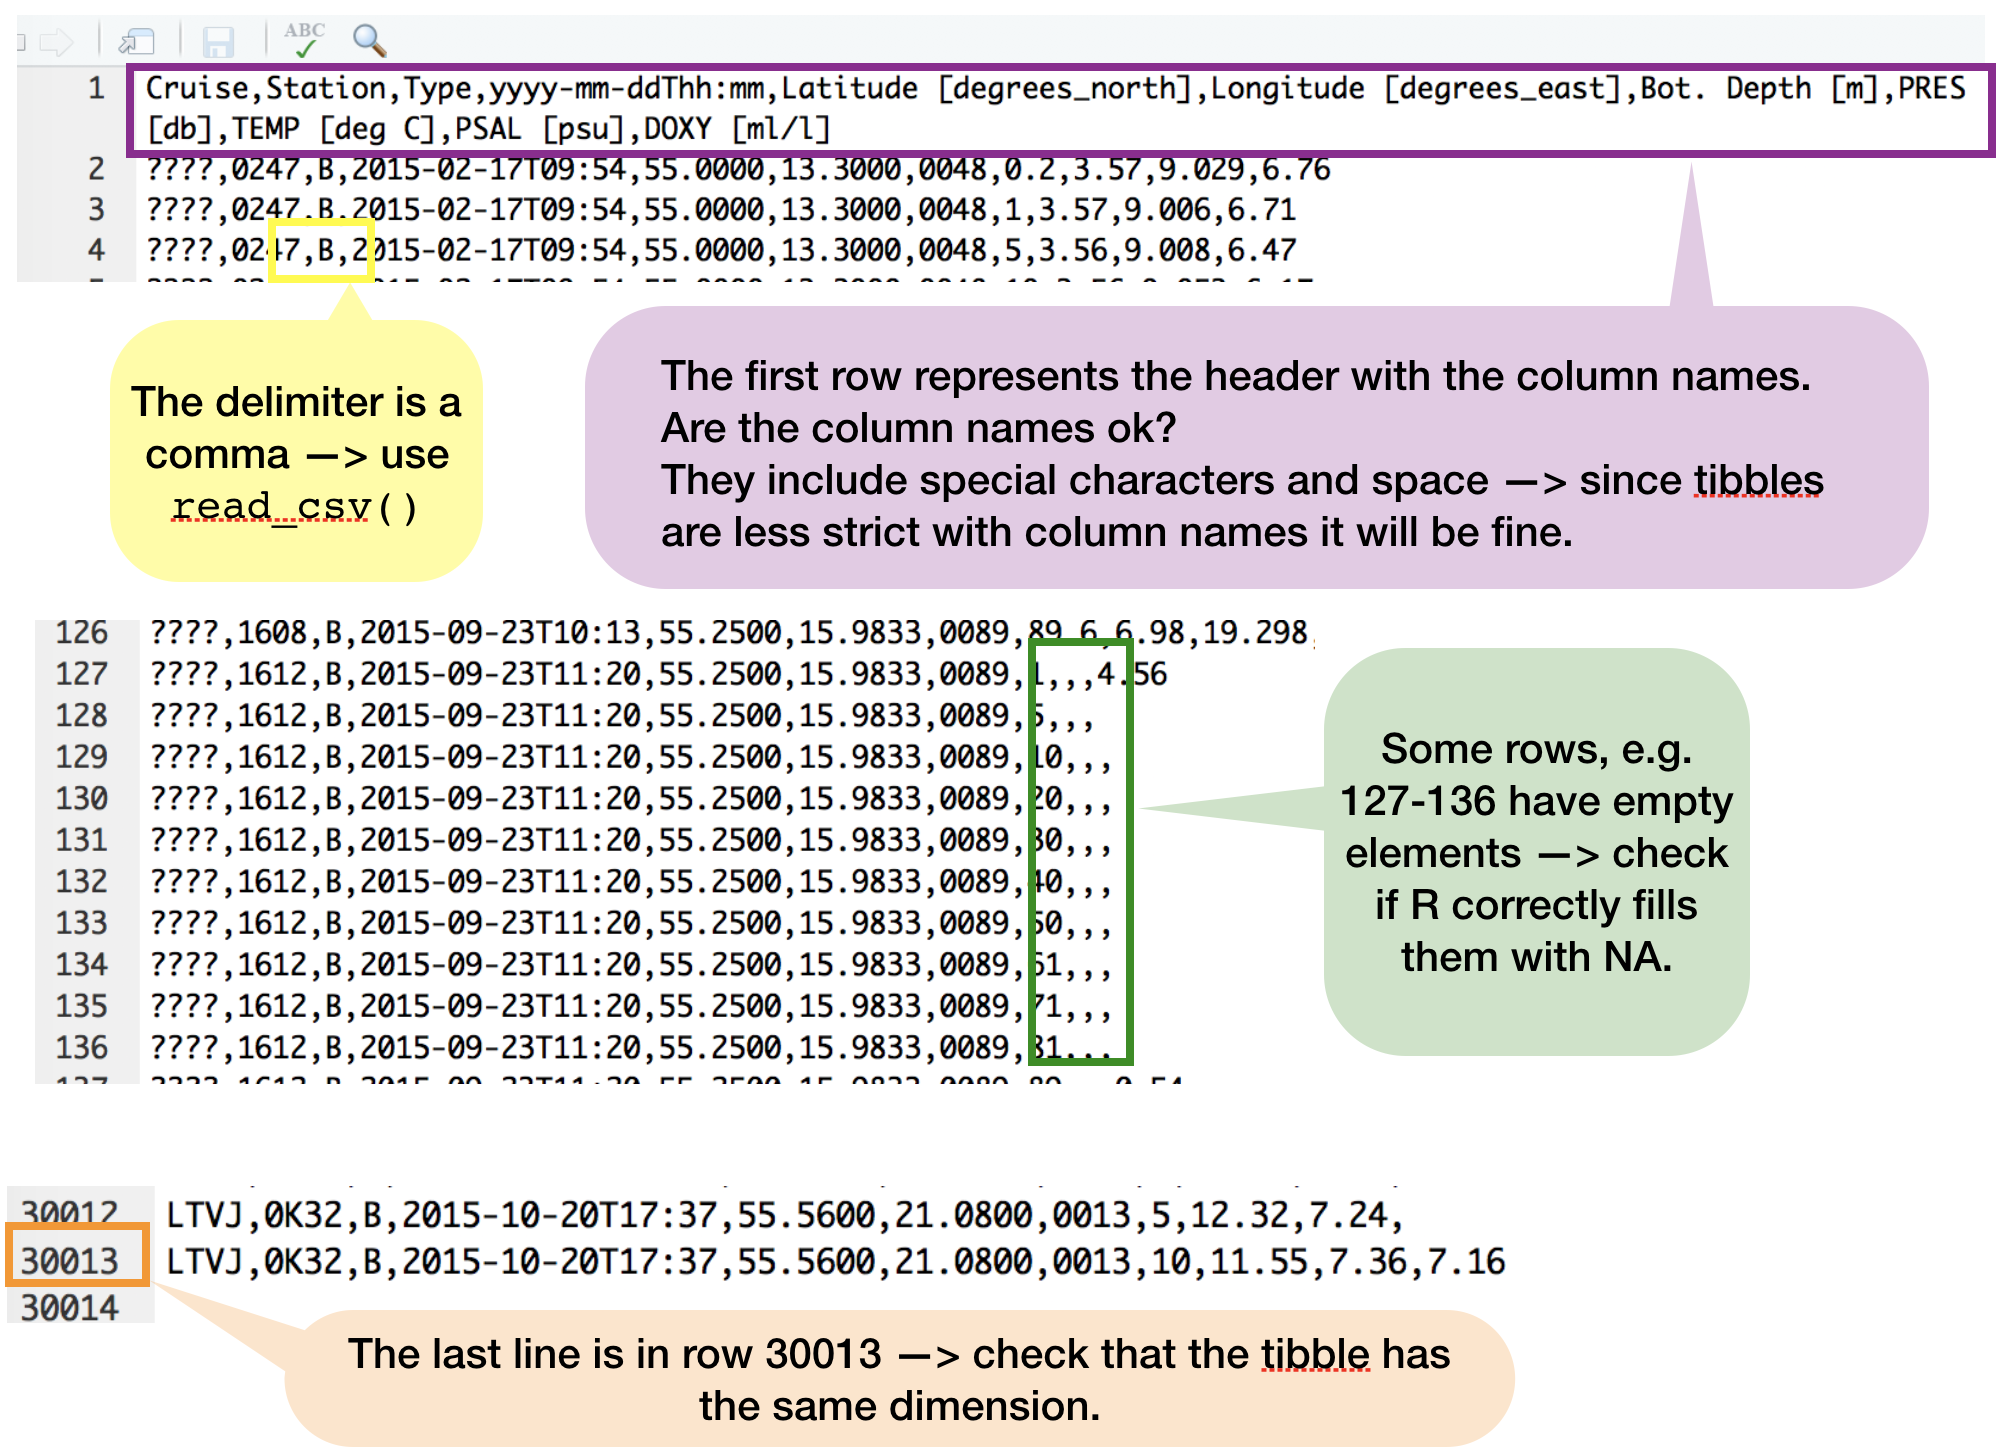 ABC
1 Cruise,Station,Type,yyyy-mm-ddThh:mm,Latitude [degrees_north],Longitude [degrees_east],Bot. Depth [m],PRES
[db],TEMP [deg C],PSAL [psu],DOXY [ml/l]
2 ????,0247,B,2015-02-17T09:54,55.0000,13.3000,0048,0.2,3.57,9.029,6.76
3 ????,0247,B,2015-02-17T09:54,55.0000,13.3000,0048,1,3.57,9.006,6.71
4 ????,0247,B,2015-02-17T09:54,55.0000,13.3000,0048,5,3.56,9.008,6.47
The delimiter is a
comma —> use
read_csv()
The first row represents the header with the column names.
Are the column names ok?
They include special characters and space —> since tibbles
are less strict with column names it will be fine.
126 ????,1608,B,2015-09-23T10:13,55.2500,15.9833,0089,89.6,6.98,19.298,
127 ????,1612,B,2015-09-23T11:20,55.2500,15.9833,0089,1,,,4.56
128 ????,1612,B,2015-09-23T11:20,55.2500,15.9833,0089,5,,,
129 ????,1612,B,2015-09-23T11:20,55.2500,15.9833,0089,10,,,
130 ????,1612,B,2015-09-23T11:20,55.2500,15.9833,0089,20,,,
131 ????,1612,B,2015-09-23T11:20,55.2500,15.9833,0089,30,,,
132 ????,1612,B,2015-09-23T11:20,55.2500,15.9833,0089,40,,,
133 ????,1612,B,2015-09-23T11:20,55.2500,15.9833,0089,50,,,
134 ????,1612,B,2015-09-23T11:20,55.2500,15.9833,0089,61,,,
135 ????,1612,B,2015-09-23T11:20,55.2500,15.9833,0089,71,,,
136 ????,1612,B,2015-09-23T11:20,55.2500,15.9833,0089,81,,,
Some rows, e.g.
127-136 have empty
elements —> check
if R correctly fills
them with NA.
30012 LTVJ,0K32,B,2015-10-20T17:37,55.5600,21.0800,0013,5,12.32,7.24,
30013 LTVJ,0K32,B,2015-10-20T17:37,55.5600,21.0800,0013,10,11.55,7.36,7.16
30014
The last line is in row 30013 —> check that the tibble has
the same dimension.